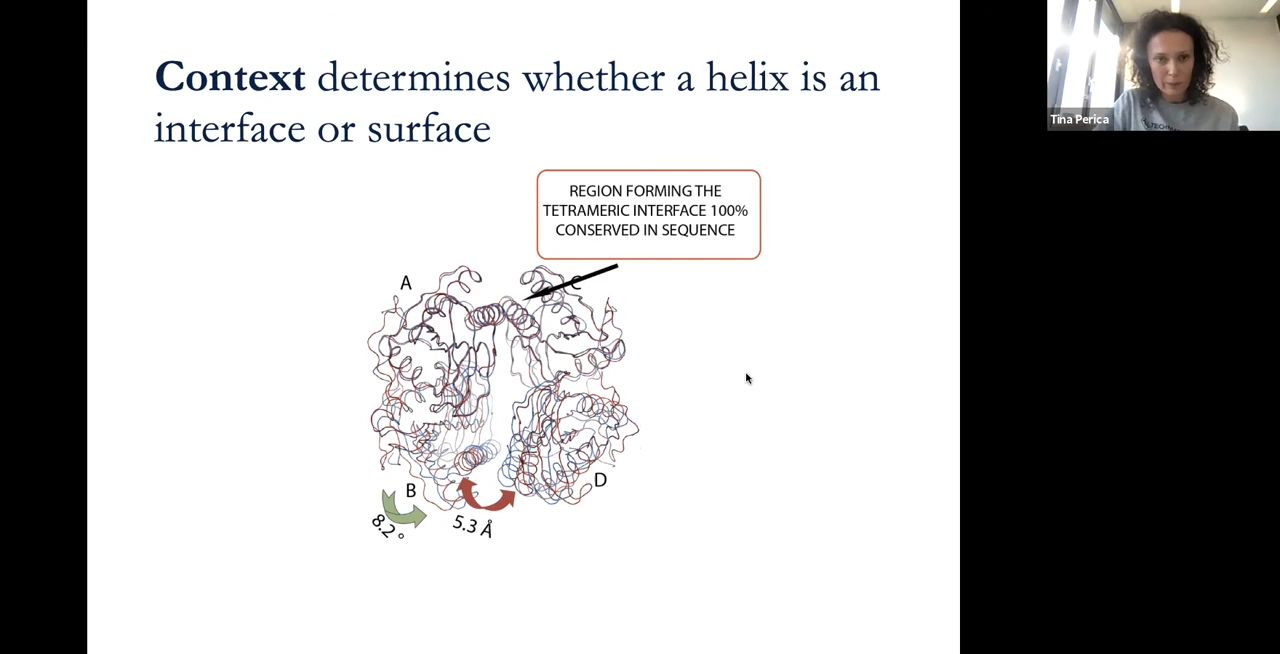 Context determines whether a helix is an
interface or surface
REGION FORMING THE
TETRAMERIC INTERFACE 100%
CONSERVED IN SEQUENCE
A
C
B
D
8.2 °
5.3 Å
Tina Perica